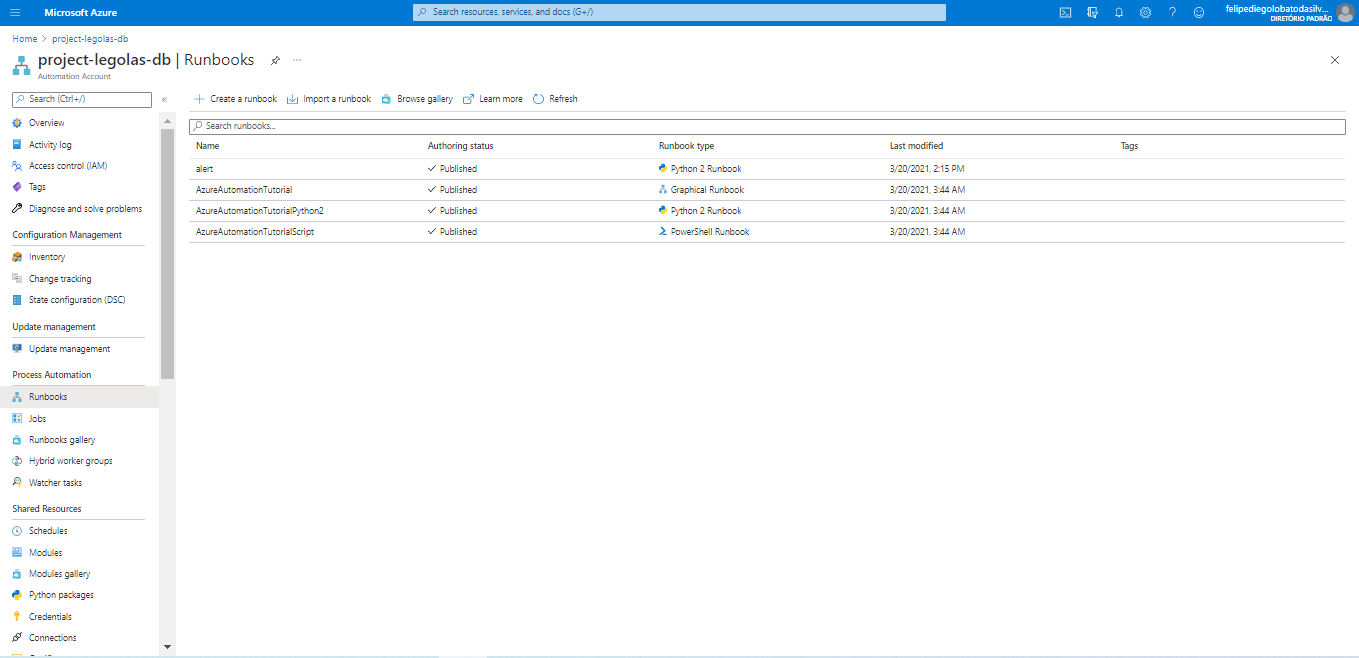 Microsoft Azure
Search resources, services, and docs (G+/)
felipediegolobatodasilv...
DIRETÓRIO PADRÃO
Home > project-legolas-db
project-legolas-db | Runbooks
Automation Account
Search (Ctrl+/)
Overview
Activity log
Access control (IAM)
Tags
Diagnose and solve problems
Configuration Management
Inventory
Change tracking
State configuration (DSC)
Update management
Update management
Process Automation
Runbooks
Jobs
Runbooks gallery
Hybrid worker groups
Watcher tasks
Shared Resources
Schedules
Modules
Modules gallery
Python packages
Credentials
Connections
Create a runbook Import a runbook Browse gallery Learn more Refresh
Search runbooks...
Name Authoring status Runbook type Last modified Tags
alert Published Python 2 Runbook 3/20/2021, 2:15 PM
AzureAutomationTutorial Published Graphical Runbook 3/20/2021, 3:44 AM
AzureAutomationTutorialPython2 Published Python 2 Runbook 3/20/2021, 3:44 AM
AzureAutomationTutorialScript Published PowerShell Runbook 3/20/2021, 3:44 AM